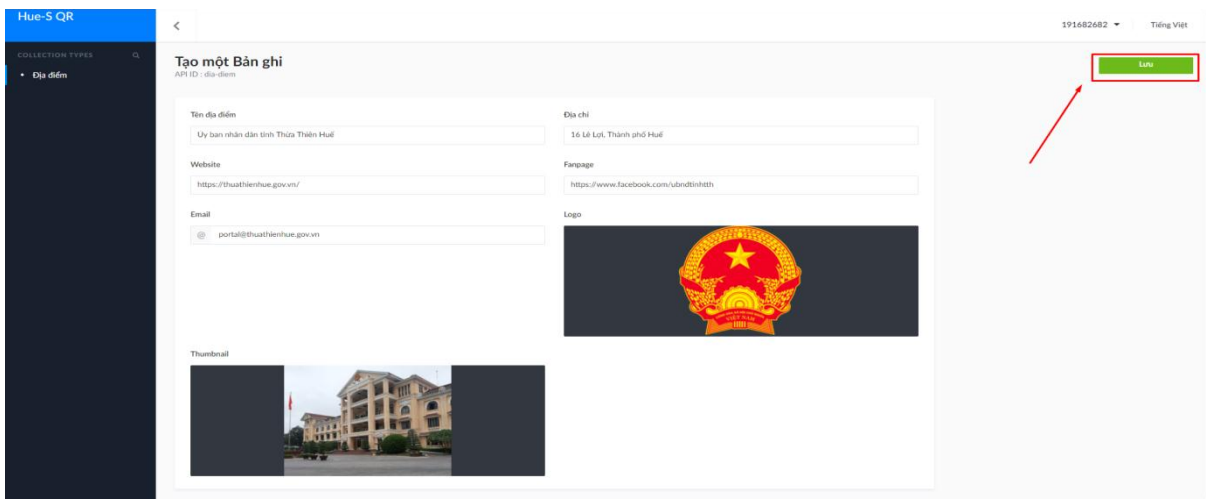 Hue-S QR
191682682
Tiếng Việt
COLLECTION TYPES
Địa điểm
Tạo một Bản ghi
API ID : dia-diem
Lưu
Tên địa điểm
Địa chỉ
Ủy ban nhân dân tỉnh Thừa Thiên Huế
16 Lê Lợi, Thành phố Huế
Website
Fanpage
https://thuathienhue.gov.vn/
https://www.facebook.com/ubndtinhtth
Email
Logo
@ portal@thuathienhue.gov.vn
VIỆT NAM
Thumbnail